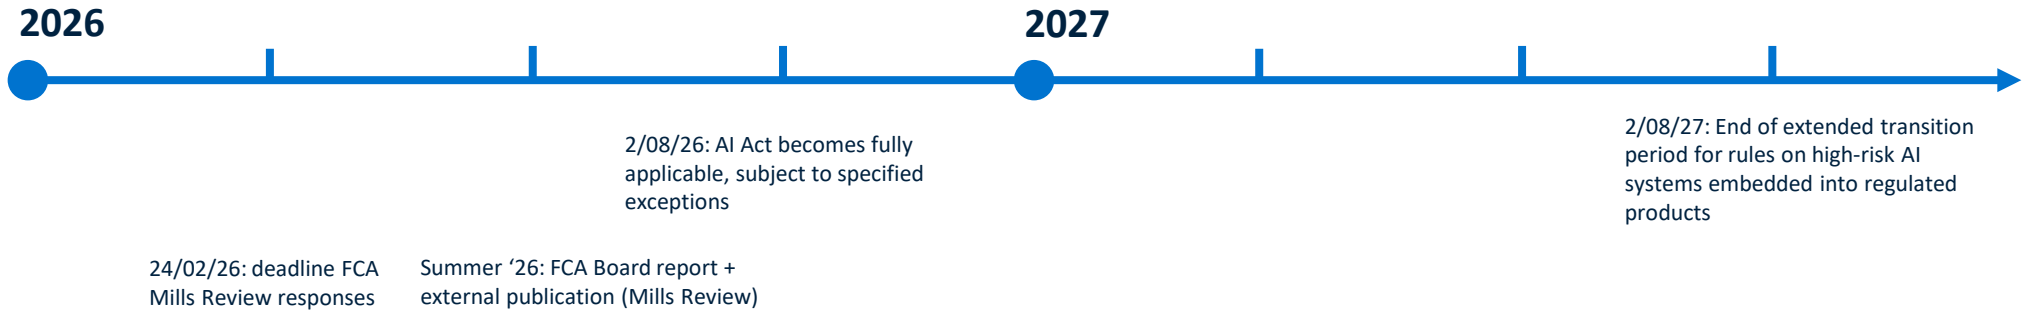 2026
2027
2/08/26: AI Act becomes fully
applicable, subject to specified
exceptions
2/08/27: End of extended transition
period for rules on high-risk AI
systems embedded into regulated
products
24/02/26: deadline FCA
Mills Review responses
Summer ‘26: FCA Board report +
external publication (Mills Review)